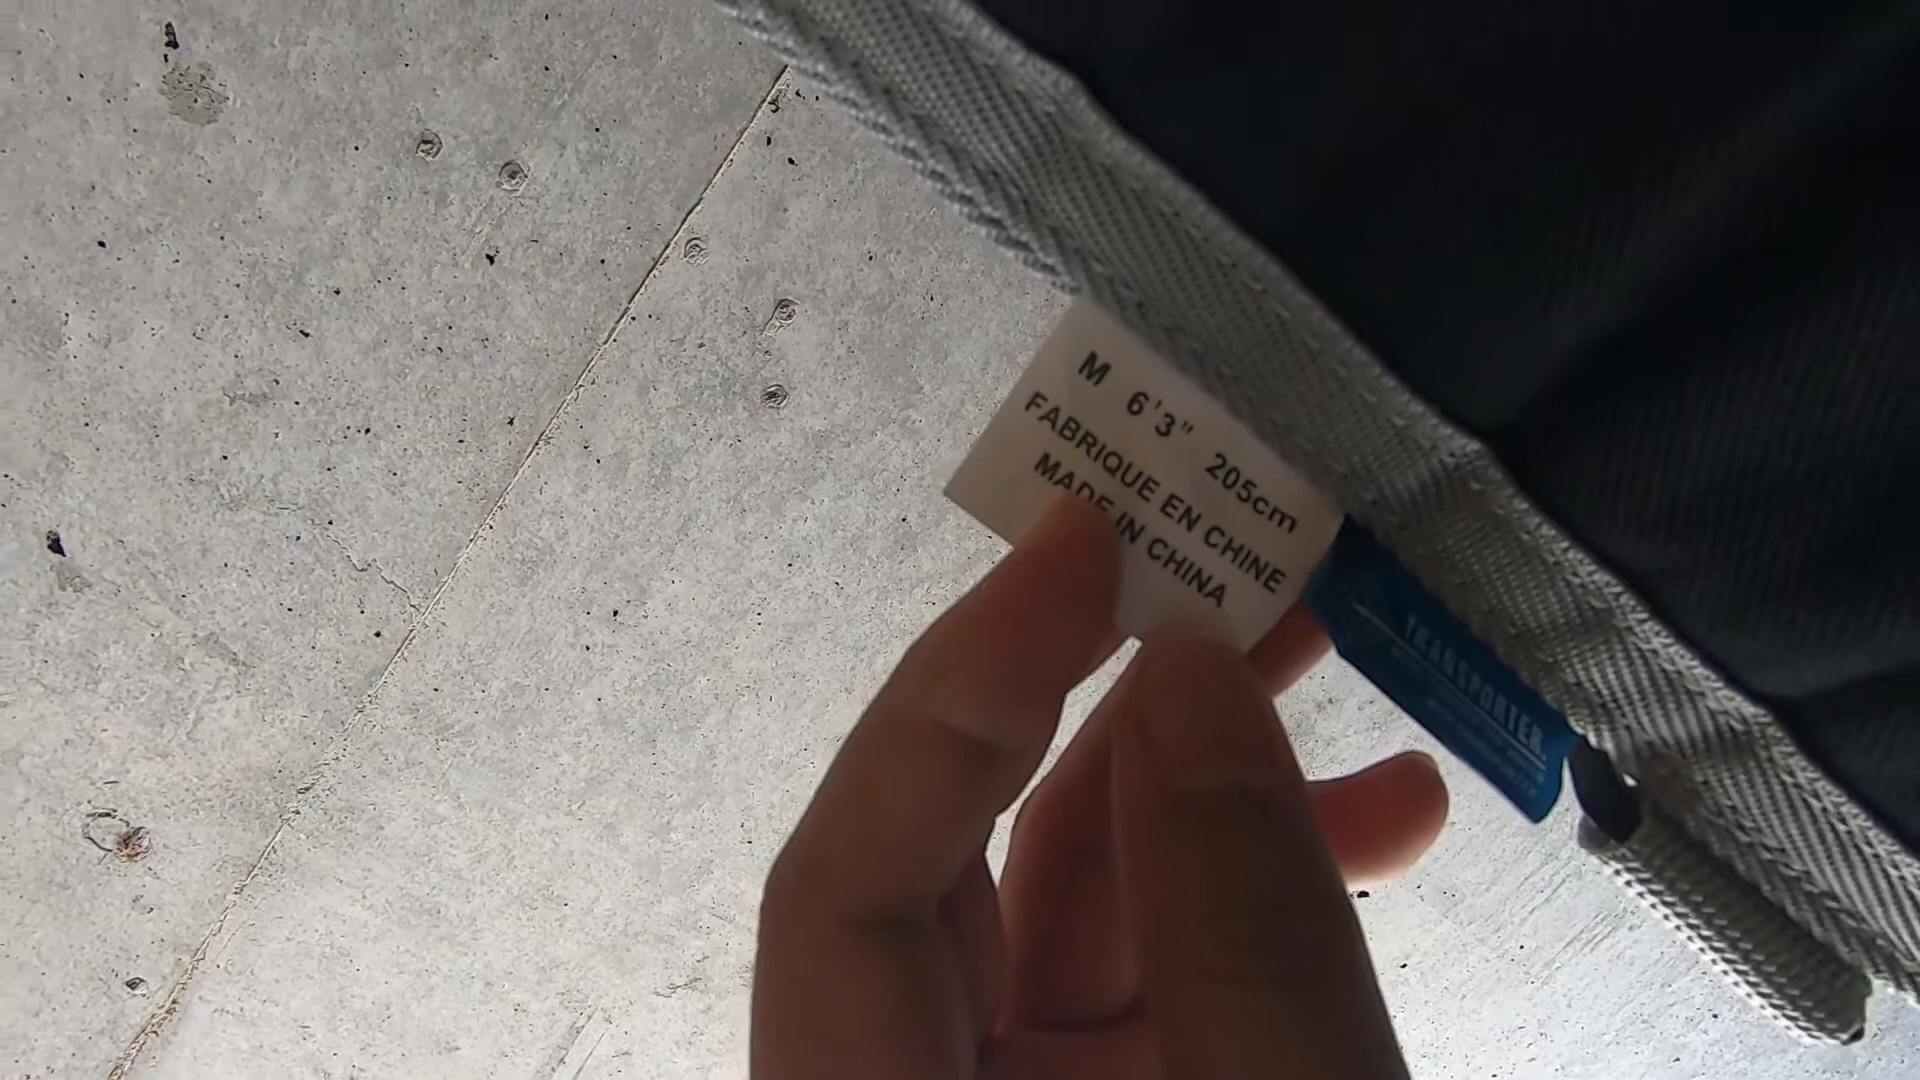 M 6'3" 205cm
FABRIQUE EN CHINE
MADE IN CHINA
TRANSPORTER